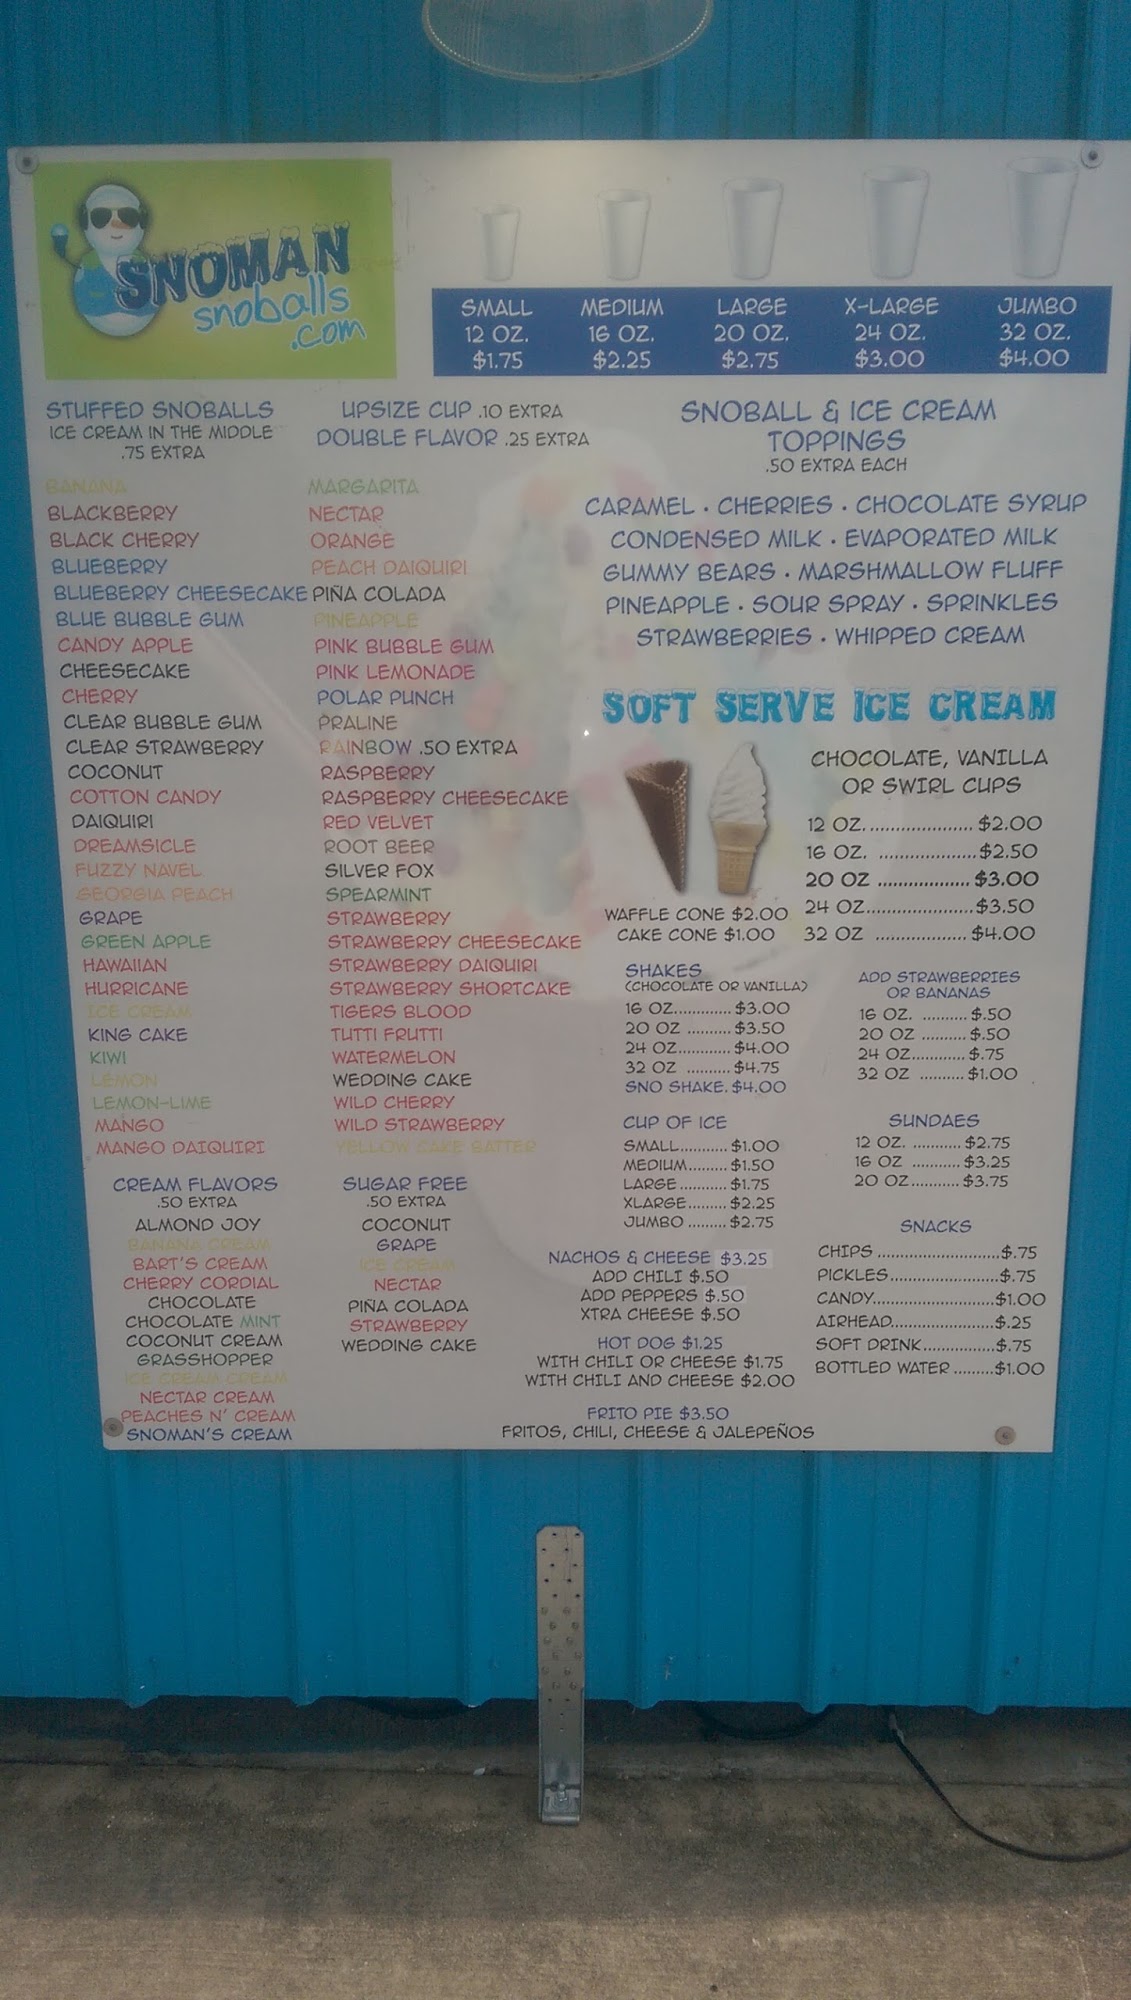 SNOMAN
snoballs
.com
SMALL MEDIUM LARGE X-LARGE JUMBO
12 OZ. 16 OZ. 20 OZ. 24 OZ. 32 OZ.
$1.75 $2.25 $2.75 $3.00 $4.00
STUFFED SNOBALLS
ICE CREAM IN THE MIDDLE
.75 EXTRA
UPSIZE CUP .10 EXTRA
DOUBLE FLAVOR .25 EXTRA
BANANA
BLACKBERRY
BLACK CHERRY
BLUEBERRY
BLUEBERRY CHEESECAKE
BLUE BUBBLE GUM
CANDY APPLE
CHEESECAKE
CHERRY
CLEAR BUBBLE GUM
CLEAR STRAWBERRY
COCONUT
COTTON CANDY
DAIQUIRI
DREAMSICLE
FUZZY NAVEL
GEORGIA PEACH
GRAPE
GREEN APPLE
HAWAIIAN
HURRICANE
ICE CREAM
KING CAKE
KIWI
LEMON
LEMON-LIME
MANGO
MANGO DAIQUIRI
MARGARITA
NECTAR
ORANGE
PEACH DAIQUIRI
PIÑA COLADA
PINEAPPLE
PINK BUBBLE GUM
PINK LEMONADE
POLAR PUNCH
PRALINE
RAINBOW .50 EXTRA
RASPBERRY
RASPBERRY CHEESECAKE
RED VELVET
ROOT BEER
SILVER FOX
SPEARMINT
STRAWBERRY
STRAWBERRY CHEESECAKE
STRAWBERRY DAIQUIRI
STRAWBERRY SHORTCAKE
TIGERS BLOOD
TUTTI FRUTTI
WATERMELON
WEDDING CAKE
WILD CHERRY
WILD STRAWBERRY
YELLOW CAKE BATTER
CREAM FLAVORS
.50 EXTRA
ALMOND JOY
BANANA CREAM
BART'S CREAM
CHERRY CORDIAL
CHOCOLATE
CHOCOLATE MINT
COCONUT CREAM
GRASSHOPPER
ICE CREAM CREAM
NECTAR CREAM
PEACHES N' CREAM
SNOMAN'S CREAM
SUGAR FREE
.50 EXTRA
COCONUT
GRAPE
ICE CREAM
NECTAR
PIÑA COLADA
STRAWBERRY
WEDDING CAKE
SNOBALL & ICE CREAM
TOPPINGS
.50 EXTRA EACH
CARAMEL · CHERRIES · CHOCOLATE SYRUP
CONDENSED MILK · EVAPORATED MILK
GUMMY BEARS · MARSHMALLOW FLUFF
PINEAPPLE · SOUR SPRAY · SPRINKLES
STRAWBERRIES · WHIPPED CREAM
SOFT SERVE ICE CREAM
WAFFLE CONE $2.00
CAKE CONE $1.00
CHOCOLATE, VANILLA
OR SWIRL CUPS
12 OZ. ..................... $2.00
16 OZ. ....................$2.50
20 OZ ................... $3.00
24 OZ...................... $3.50
32 OZ ................... $4.00
SHAKES
(CHOCOLATE OR VANILLA)
16 OZ............. $3.00
20 OZ .......... $3.50
24 OZ............ $4.00
32 OZ .......... $4.75
SNO SHAKE. $4.00
ADD STRAWBERRIES
OR BANANAS
16 OZ. .......... $.50
20 OZ .......... $.50
24 OZ............ $.75
32 OZ .......... $1.00
CUP OF ICE
SMALL............ $1.00
MEDIUM.......... $1.50
LARGE ........... $1.75
XLARGE......... $2.25
JUMBO ......... $2.75
SUNDAES
12 OZ. ........... $2.75
16 OZ ........... $3.25
20 OZ........... $3.75
NACHOS & CHEESE $3.25
ADD CHILI $.50
ADD PEPPERS $.50
XTRA CHEESE $.50
HOT DOG $1.25
WITH CHILI OR CHEESE $1.75
WITH CHILI AND CHEESE $2.00
FRITO PIE $3.50
FRITOS, CHILI, CHEESE & JALEPEÑOS
SNACKS
CHIPS ..........................$.75
PICKLES.......................$.75
CANDY..........................$1.00
AIRHEAD......................$.25
SOFT DRINK................$.75
BOTTLED WATER .........$1.00